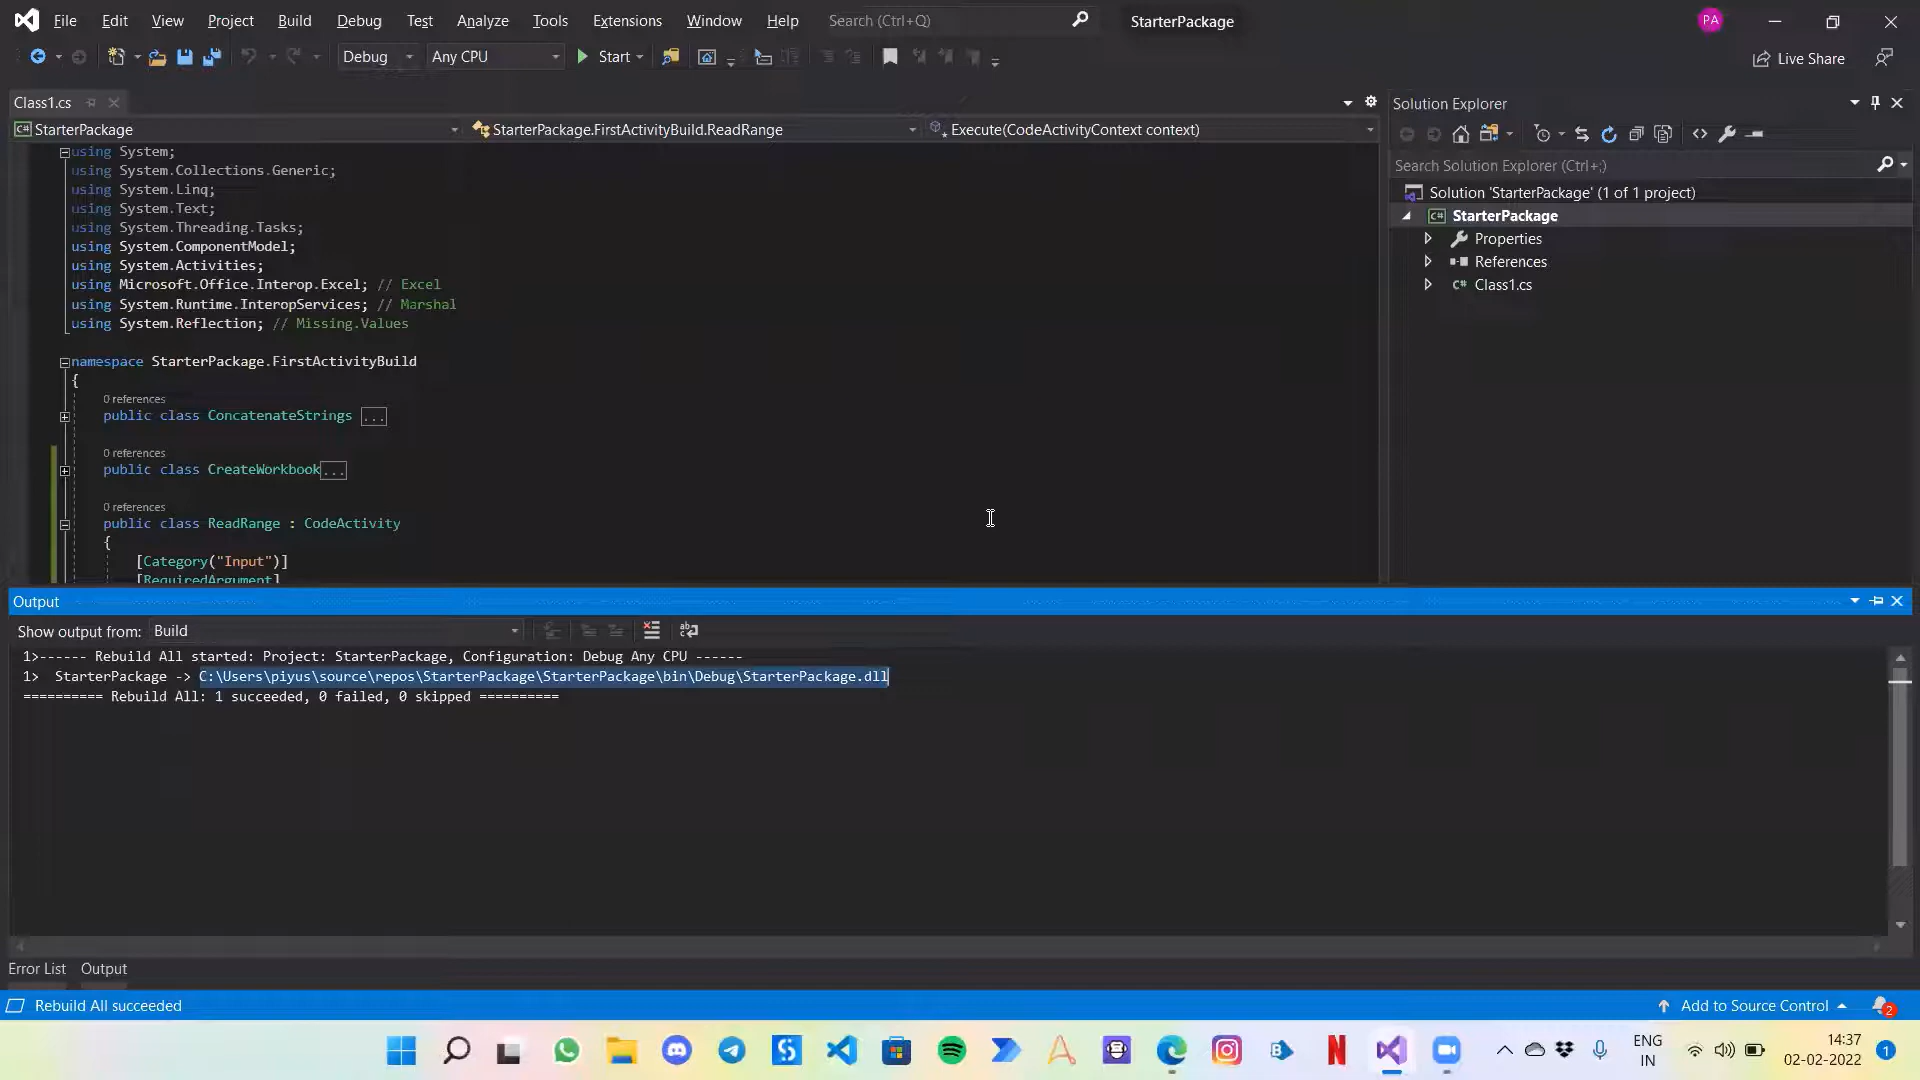 File Edit View Project Build Debug Test Analyze Tools Extensions Window Help Search (Ctrl+Q) StarterPackage PA
Debug Any CPU Start Live Share
Class1.cs
StarterPackage StarterPackage.FirstActivityBuild.ReadRange Execute(CodeActivityContext context)
using System;
using System.Collections.Generic;
using System.Linq;
using System.Text;
using System.Threading.Tasks;
using System.ComponentModel;
using System.Activities;
using Microsoft.Office.Interop.Excel; // Excel
using System.Runtime.InteropServices; // Marshal
using System.Reflection; // Missing.Values
namespace StarterPackage.FirstActivityBuild
{
0 references
public class ConcatenateStrings ...
0 references
public class CreateWorkbook...
0 references
public class ReadRange : CodeActivity
{
[Category("Input")]
[RequiredArgument]
Solution Explorer
Search Solution Explorer (Ctrl+;)
Solution 'StarterPackage' (1 of 1 project)
C# StarterPackage
Properties
References
C# Class1.cs
Output
Show output from: Build
1>------ Rebuild All started: Project: StarterPackage, Configuration: Debug Any CPU ------
1>  StarterPackage -> C:\Users\piyus\source\repos\StarterPackage\StarterPackage\bin\Debug\StarterPackage.dll
========== Rebuild All: 1 succeeded, 0 failed, 0 skipped ==========
Error List Output
Rebuild All succeeded Add to Source Control 2
ENG
IN
14:37
02-02-2022
1